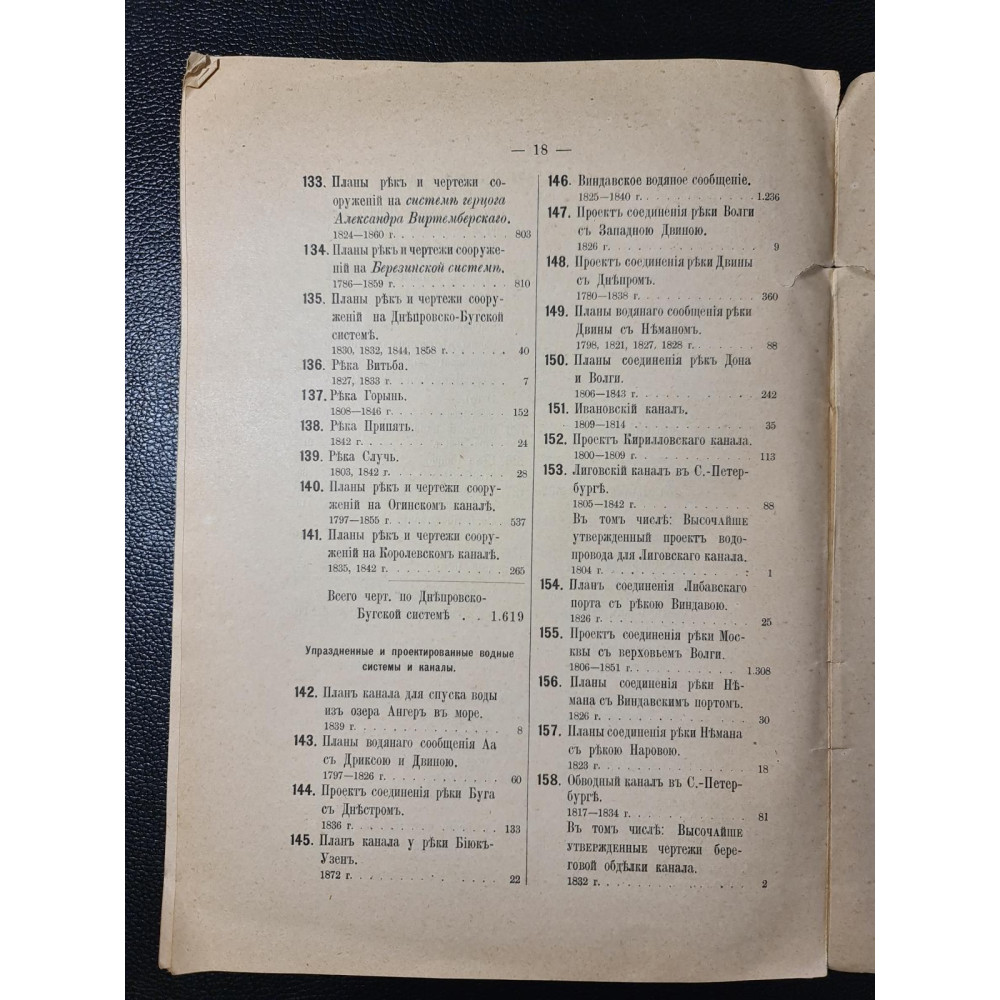 — 18 —
133. Планы рѣкъ и чертежи со-
оруженій на системѣ герцога
Александра Виртембергскаго.
1824—1860 г. . . . . . . . . . . 803
134. Планы рѣкъ и чертежи сооруже-
ній на Березинской системѣ.
1786—1859 г. . . . . . . . . . . 810
135. Планы рѣкъ и чертежи соору-
женій на Днѣпровско-Бугской
системѣ.
1830, 1832, 1844, 1858 г. . . . . . . 40
136. Рѣка Витьба.
1827, 1833 г. . . . . . . . . . . 7
137. Рѣка Горынь.
1808—1846 г. . . . . . . . . . . 152
138. Рѣка Припять.
1842 г. . . . . . . . . . . . . 24
139. Рѣка Случь.
1803, 1842 г. . . . . . . . . . . 28
140. Планы рѣкъ и чертежи соору-
женій на Огинскомъ каналѣ.
1797—1855 г. . . . . . . . . . . 537
141. Планы рѣкъ и чертежи соору-
женій на Королевскомъ каналѣ.
1835, 1842 г. . . . . . . . . . . 265
Всего черт. по Днѣпровско-
Бугской системѣ . . 1.619
Упраздненные и проектированные водные
системы и каналы.
142. Планъ канала для спуска воды
изъ озера Ангеръ въ море.
1839 г. . . . . . . . . . . . . 8
143. Планы водянаго сообщенія Аа
съ Дриксою и Двиною.
1797—1826 г. . . . . . . . . . . 60
144. Проектъ соединенія рѣки Буга
съ Днѣстромъ.
1836 г. . . . . . . . . . . . . 133
145. Планъ канала у рѣки Біюкъ-
Узенъ.
1872 г. . . . . . . . . . . . . 22
146. Виндавское водяное сообщеніе.
1825—1840 г. . . . . . . . . . . 1.236
147. Проектъ соединенія рѣки Волги
съ Западною Двиною.
1826 г. . . . . . . . . . . . . 9
148. Проектъ соединенія рѣки Двины
съ Днѣпромъ.
1780—1838 г. . . . . . . . . . . 360
149. Планы водянаго сообщенія рѣки
Двины съ Нѣманомъ.
1798, 1821, 1827, 1828 г. . . . . . . 88
150. Планы соединенія рѣкъ Дона
и Волги.
1806—1843 г. . . . . . . . . . . 242
151. Ивановскій каналъ.
1809—1814 . . . . . . . . . . . 35
152. Проектъ Кирилловскаго канала.
1800—1809 г. . . . . . . . . . . 113
153. Лиговскій каналъ въ С.-Петер-
бургѣ.
1805—1842 г. . . . . . . . . . . 88
Въ томъ числѣ: Высочайше
утвержденный проектъ водо-
провода для Лиговскаго канала.
1804 г. . . . . . . . . . . . : 1
154. Планъ соединенія Либавскаго
порта съ рѣкою Виндавою.
1826 г. . . . . . . . . . . . . 25
155. Проектъ соединенія рѣки Мос-
квы съ верховьемъ Волги.
1806—1851 г. . . . . . . . . . . 1.308
156. Планы соединенія рѣки Нѣ-
мана съ Виндавскимъ портомъ.
1826 г. . . . . . . . . . . . . 30
157. Планы соединенія рѣки Нѣмана
съ рѣкою Наровою.
1823 г. . . . . . . . . . . . . 18
158. Обводный каналъ въ С.-Петер-
бургѣ.
1817—1834 г. . . . . . . . . . . 81
Въ томъ числѣ: Высочайше
утвержденные чертежи бере-
говой обдѣлки канала.
1832 г. . . . . . . . . . . . . 2